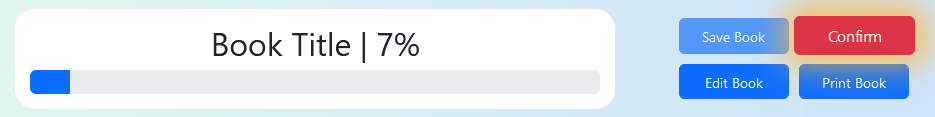 Book Title | 7%
Save Book
Confirm
Edit Book
Print Book